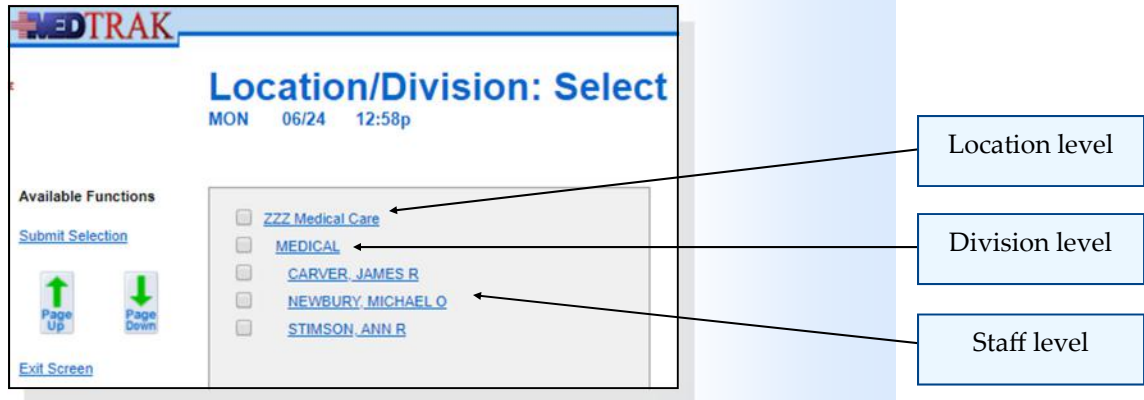 MEDTRAK
Location/Division: Select
MON 06/24 12:58p
Available Functions
Submit Selection
Page Up
Page Down
Exit Screen
ZZZ Medical Care
MEDICAL
CARVER, JAMES R
NEWBURY, MICHAEL O
STIMSON, ANN R
Location level
Division level
Staff level